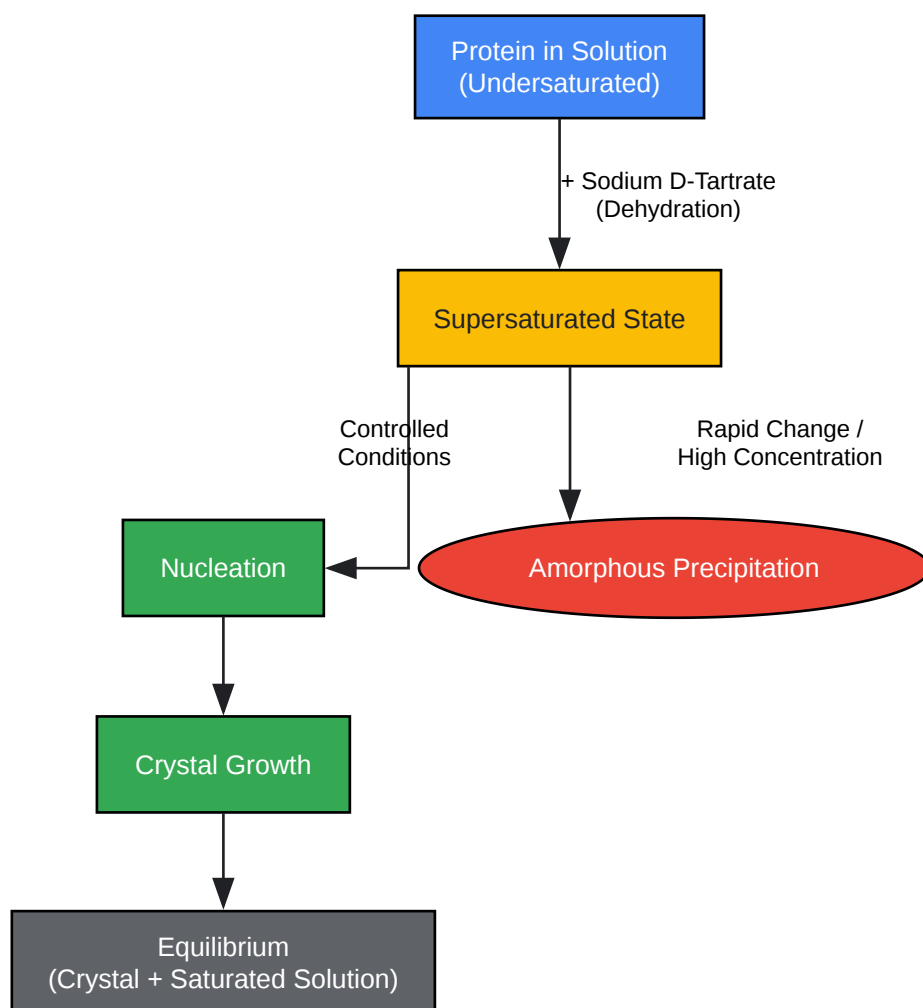 Protein in Solution
(Undersaturated)
+ Sodium D-Tartrate
(Dehydration)
Supersaturated State
Controlled
Conditions
Rapid Change /
High Concentration
Nucleation
Amorphous Precipitation
Crystal Growth
Equilibrium
(Crystal + Saturated Solution)